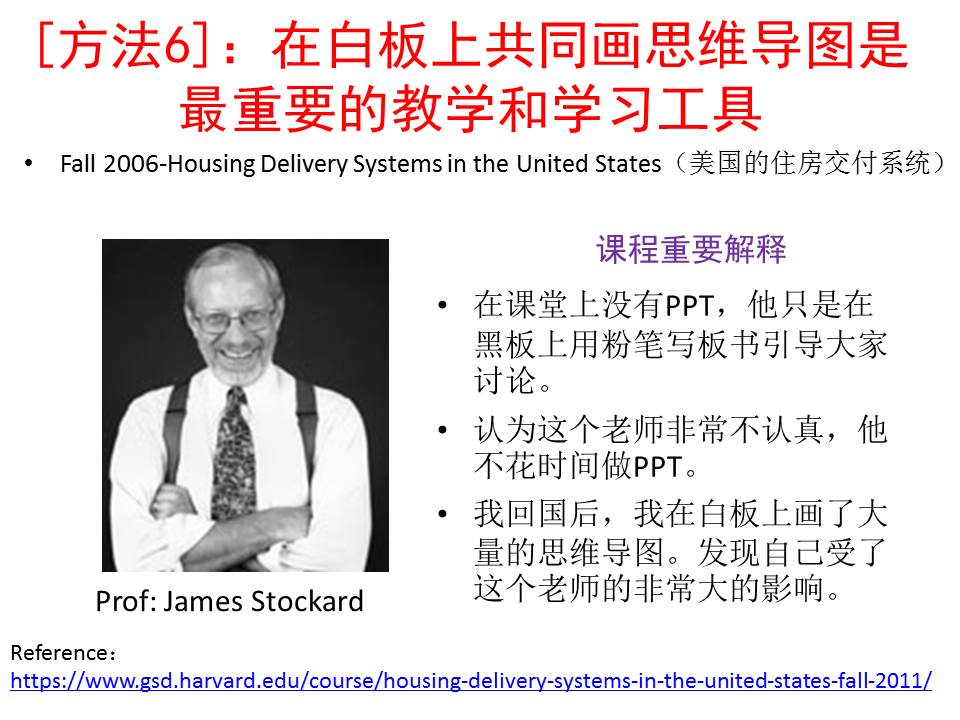 [方法6]：在白板上共同画思维导图是
最重要的教学和学习工具
• Fall 2006-Housing Delivery Systems in the United States（美国的住房交付系统）
课程重要解释
• 在课堂上没有PPT，他只是在
黑板上用粉笔写板书引导大家
讨论。
• 认为这个老师非常不认真，他
不花时间做PPT。
• 我回国后，我在白板上画了大
量的思维导图。发现自己受了
这个老师的非常大的影响。
Prof: James Stockard
Reference：
https://www.gsd.harvard.edu/course/housing-delivery-systems-in-the-united-states-fall-2011/